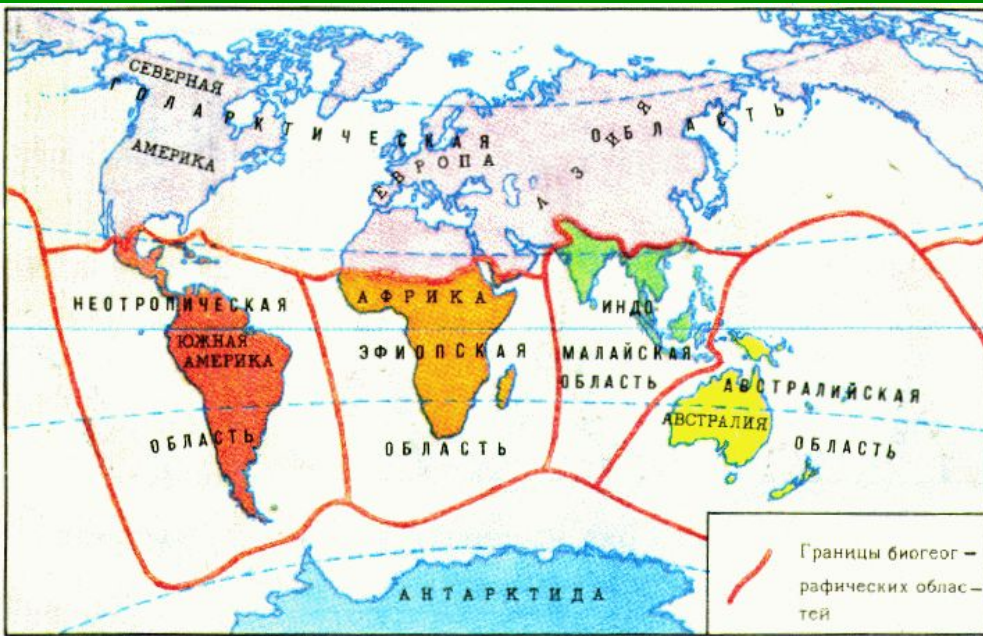 СЕВЕРНАЯ
АМЕРИКА
ГОЛАРКТИЧЕСКАЯ ОБЛАСТЬ
ЕВРОПА
АЗИЯ
НЕОТРОПИЧЕСКАЯ
ОБЛАСТЬ
ЮЖНАЯ
АМЕРИКА
АФРИКА
ЭФИОПСКАЯ
ОБЛАСТЬ
ИНДО
МАЛАЙСКАЯ
ОБЛАСТЬ
АВСТРАЛИЙСКАЯ
ОБЛАСТЬ
АВСТРАЛИЯ
АНТАРКТИДА
Границы биогеог –
рафических облас –
тей